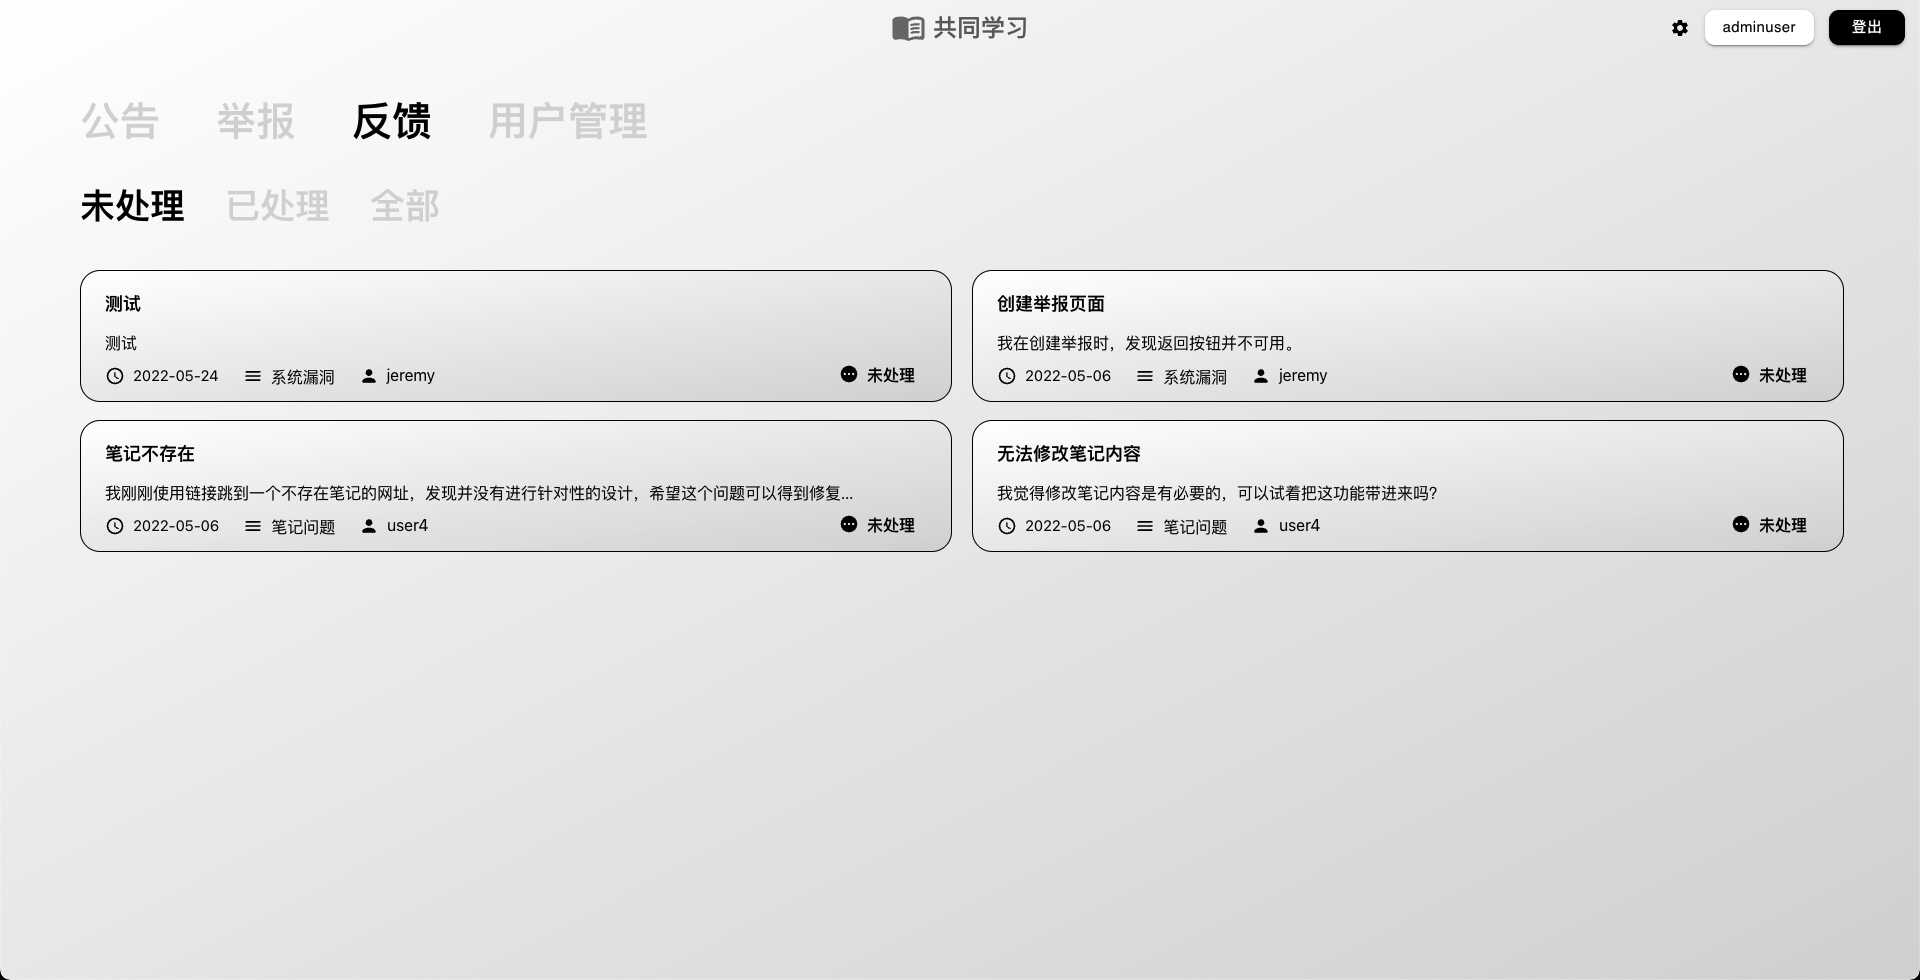 共同学习
adminuser
登出
公告 举报 反馈 用户管理
未处理 已处理 全部
测试
测试
2022-05-24 系统漏洞 jeremy 未处理
创建举报页面
我在创建举报时，发现返回按钮并不可用。
2022-05-06 系统漏洞 jeremy 未处理
笔记不存在
我刚刚使用链接跳到一个不存在笔记的网址，发现并没有进行针对性的设计，希望这个问题可以得到修复...
2022-05-06 笔记问题 user4 未处理
无法修改笔记内容
我觉得修改笔记内容是有必要的，可以试着把这功能带进来吗?
2022-05-06 笔记问题 user4 未处理